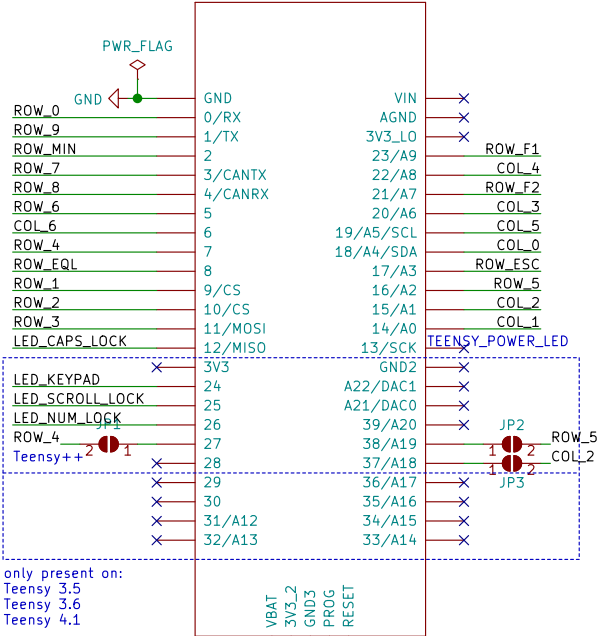 PWR_FLAG
GND GND VIN
ROW_0 0/RX AGND
ROW_9 1/TX 3V3_LO
ROW_MIN 2 23/A9 ROW_F1
ROW_7 3/CANTX 22/A8 COL_4
ROW_8 4/CANRX 21/A7 ROW_F2
ROW_6 5 20/A6 COL_3
COL_6 6 19/A5/SCL COL_5
ROW_4 7 18/A4/SDA COL_0
ROW_EQL 8 17/A3 ROW_ESC
ROW_1 9/CS 16/A2 ROW_5
ROW_2 10/CS 15/A1 COL_2
ROW_3 11/MOSI 14/A0 COL_1
LED_CAPS_LOCK 12/MISO 13/SCK TEENSY_POWER_LED
3V3 GND2
LED_KEYPAD 24 A22/DAC1
LED_SCROLL_LOCK 25 A21/DAC0
LED_NUM_LOCK 26 39/A20
JP1 JP2
ROW_4 2 1 27 38/A19 1 2 ROW_5
Teensy++ 28 37/A18 1 2 COL_2
29 36/A17 JP3
30 35/A16
31/A12 34/A15
32/A13 33/A14
only present on:
Teensy 3.5
Teensy 3.6
Teensy 4.1
VBAT
3V3_2
GND3
PROG
RESET